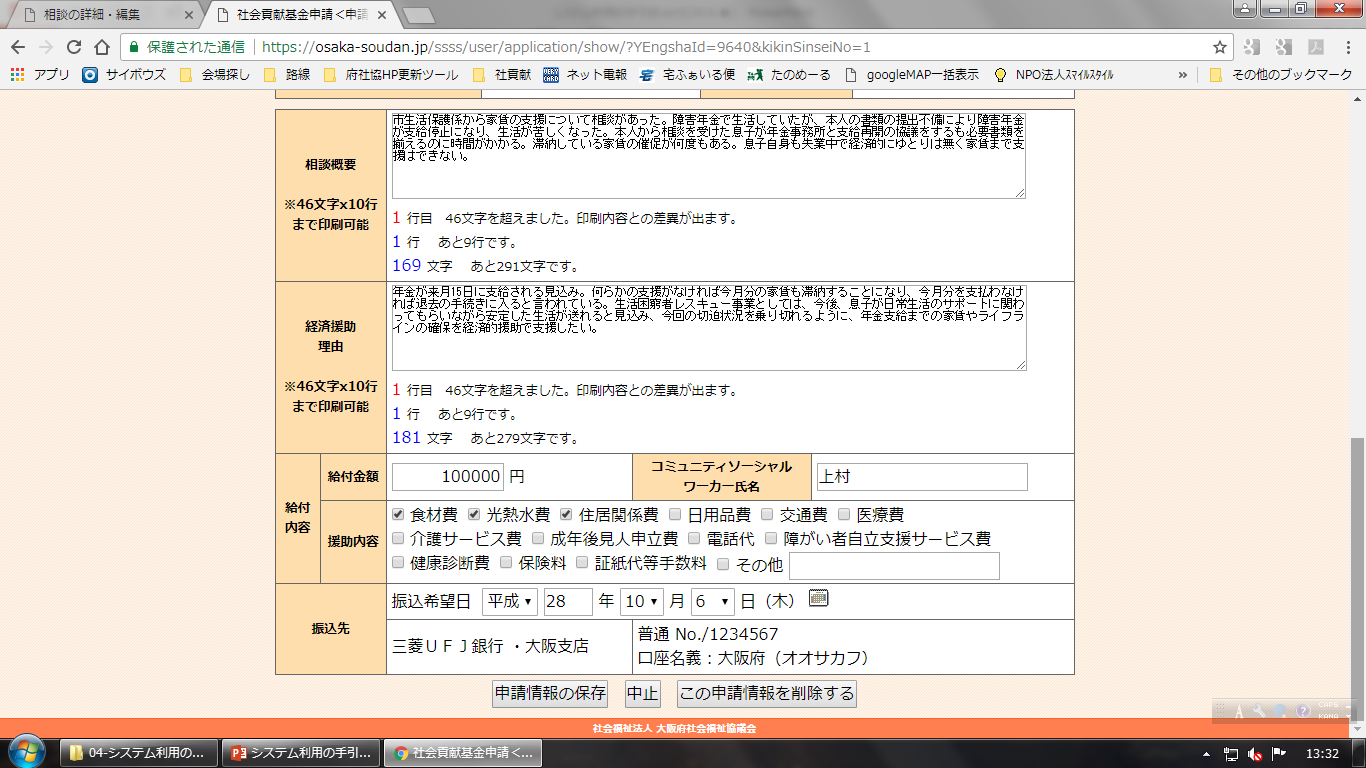 相談の詳細・編集
社会貢献基金申請<申請
保護された通信 https://osaka-soudan.jp/ssss/user/application/show/?YEngshaId=9640&kikinSinseiNo=1
アプリ サイボウズ 会場探し 路線 府社協HP更新ツール 社貢献 ネット電報 宅ふぁいる便 たのめーる googleMAP一括表示 NPO法人ｽﾏｲﾙｽﾀｲﾙ » その他のブックマーク
相談概要
※46文字x10行
まで印刷可能
市生活保護係から家賃の支援について相談があった。障害年金で生活していたが、本人の書類の提出不備により障害年金
が支給停止になり、生活が苦しくなった。本人から相談を受けた息子が年金事務所と支給再開の協議をするも必要書類を
揃えるのに時間がかかる。滞納している家賃の催促が何度もある。息子自身も失業中で経済的にゆとりは無く家賃まで支
援はできない。
1 行目 46文字を超えました。印刷内容との差異が出ます。
1 行 あと9行です。
169 文字 あと291文字です。
経済援助
理由
※46文字x10行
まで印刷可能
年金が来月15日に支給される見込み。何らかの支援がなければ今月分の家賃も滞納することになり、今月分を支払わなけ
れば退去の手続きに入ると言われている。生活困窮者レスキュー事業としては、今後、息子が日常生活のサポートに関わ
ってもらいながら安定した生活が送れると見込み、今回の切迫状況を乗り切れるように、年金支給までの家賃やライフラ
インの確保を経済的援助で支援したい。
1 行目 46文字を超えました。印刷内容との差異が出ます。
1 行 あと9行です。
181 文字 あと279文字です。
給付
内容
給付金額 100000 円
コミュニティソーシャル
ワーカー氏名
上村
援助内容
食材費 光熱水費 住居関係費 日用品費 交通費 医療費
介護サービス費 成年後見人申立費 電話代 障がい者自立支援サービス費
健康診断費 保険料 証紙代等手数料 その他
振込先
振込希望日 平成 28 年 10 月 6 日（木）
三菱ＵＦＪ銀行 ・大阪支店
普通 No./1234567
口座名義：大阪府（オオサカフ）
申請情報の保存 中止 この申請情報を削除する
社会福祉法人 大阪府社会福祉協議会
A CAPS
KANA
04-システム利用の... システム利用の手引... 社会貢献基金申請<... 13:32